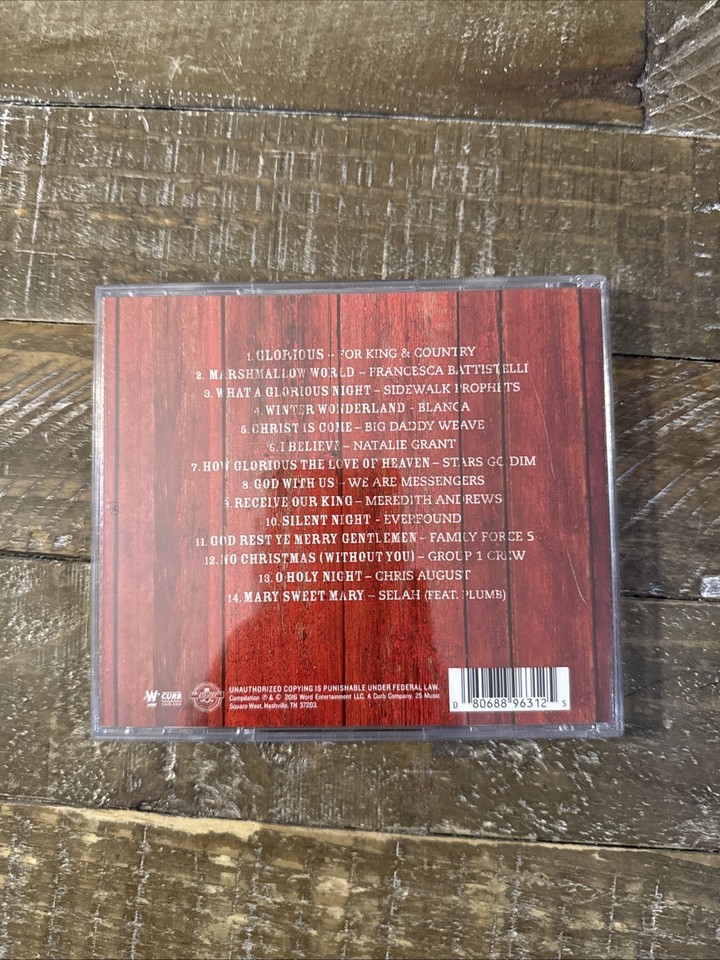 1. GLORIOUS – FOR KING & COUNTRY
2. MARSHMALLOW WORLD – FRANCESCA BATTISTELLI
3. WHAT A GLORIOUS NIGHT – SIDEWALK PROPHETS
4. WINTER WONDERLAND – BLANCA
5. CHRIST IS COME – BIG DADDY WEAVE
6. I BELIEVE – NATALIE GRANT
7. HOW GLORIOUS THE LOVE OF HEAVEN – STARS GO DIM
8. GOD WITH US – WE ARE MESSENGERS
9. RECEIVE OUR KING – MEREDITH ANDREWS
10. SILENT NIGHT – EVERFOUND
11. GOD REST YE MERRY GENTLEMEN – FAMILY FORCE 5
12. NO CHRISTMAS (WITHOUT YOU) – GROUP 1 CREW
13. O HOLY NIGHT – CHRIS AUGUST
14. MARY SWEET MARY – SELAH (FEAT. PLUMB)
CURB
UNAUTHORIZED COPYING IS PUNISHABLE UNDER FEDERAL LAW.
Compilation ℗ & © 2016 Word Entertainment LLC. A Curb Company. 25 Music
Square West, Nashville, TN 37203.
0 80688 96312 5